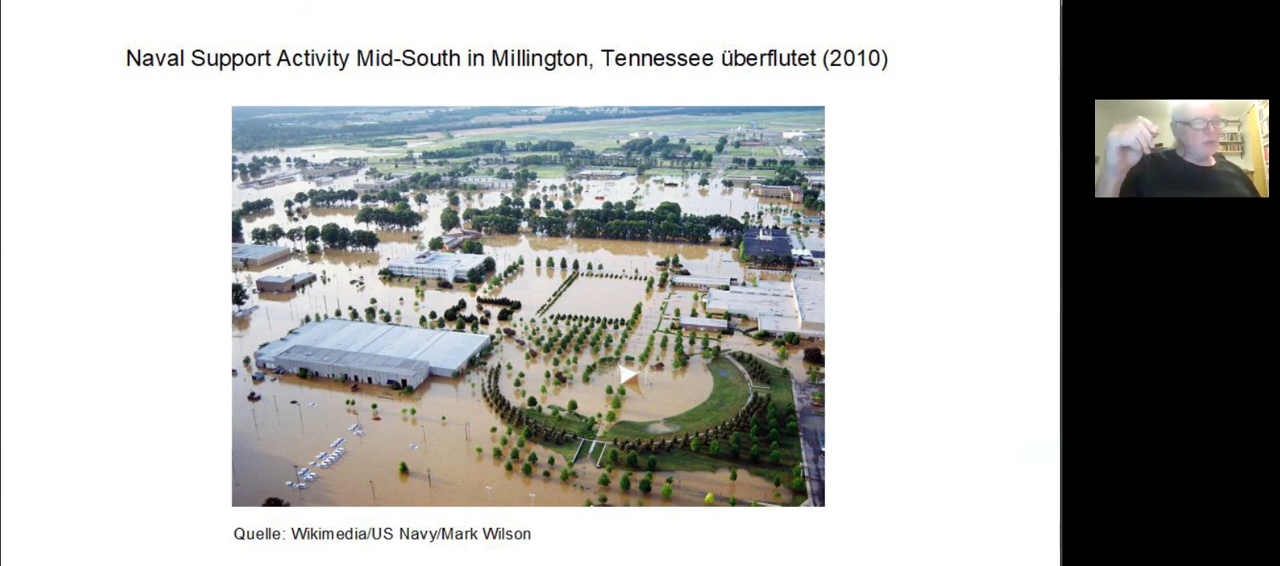 Naval Support Activity Mid-South in Millington, Tennessee überflutet (2010)
Quelle: Wikimedia/US Navy/Mark Wilson